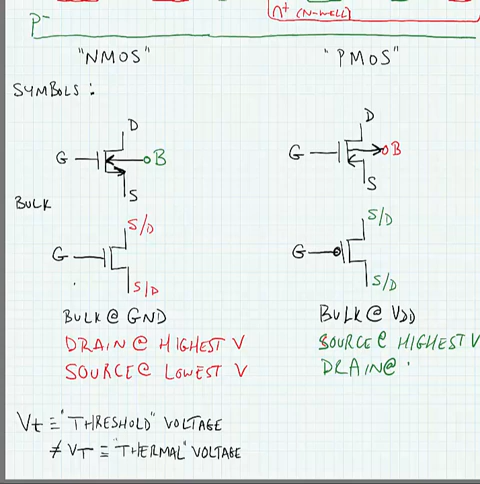 P-
n+ (N-WELL)
"NMOS"
"PMOS"
SYMBOLS:
D
G
B
S
D
G
B
S
BULK
S/D
G
S/D
S/D
G
S/D
BULK@ GND
DRAIN@ HIGHEST V
SOURCE@ LOWEST V
BULK@ VDD
SOURCE@ HIGHEST V
DRAIN@
Vt ≡ "THRESHOLD" VOLTAGE
≠ VT ≡ "THERMAL" VOLTAGE